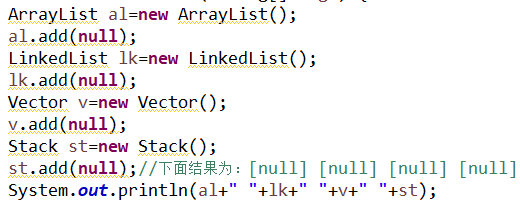 ArrayList al=new ArrayList();
al.add(null);
LinkedList lk=new LinkedList();
lk.add(null);
Vector v=new Vector();
v.add(null);
Stack st=new Stack();
st.add(null);//下面结果为:[null] [null] [null] [null]
System.out.println(al+" "+lk+" "+v+" "+st);